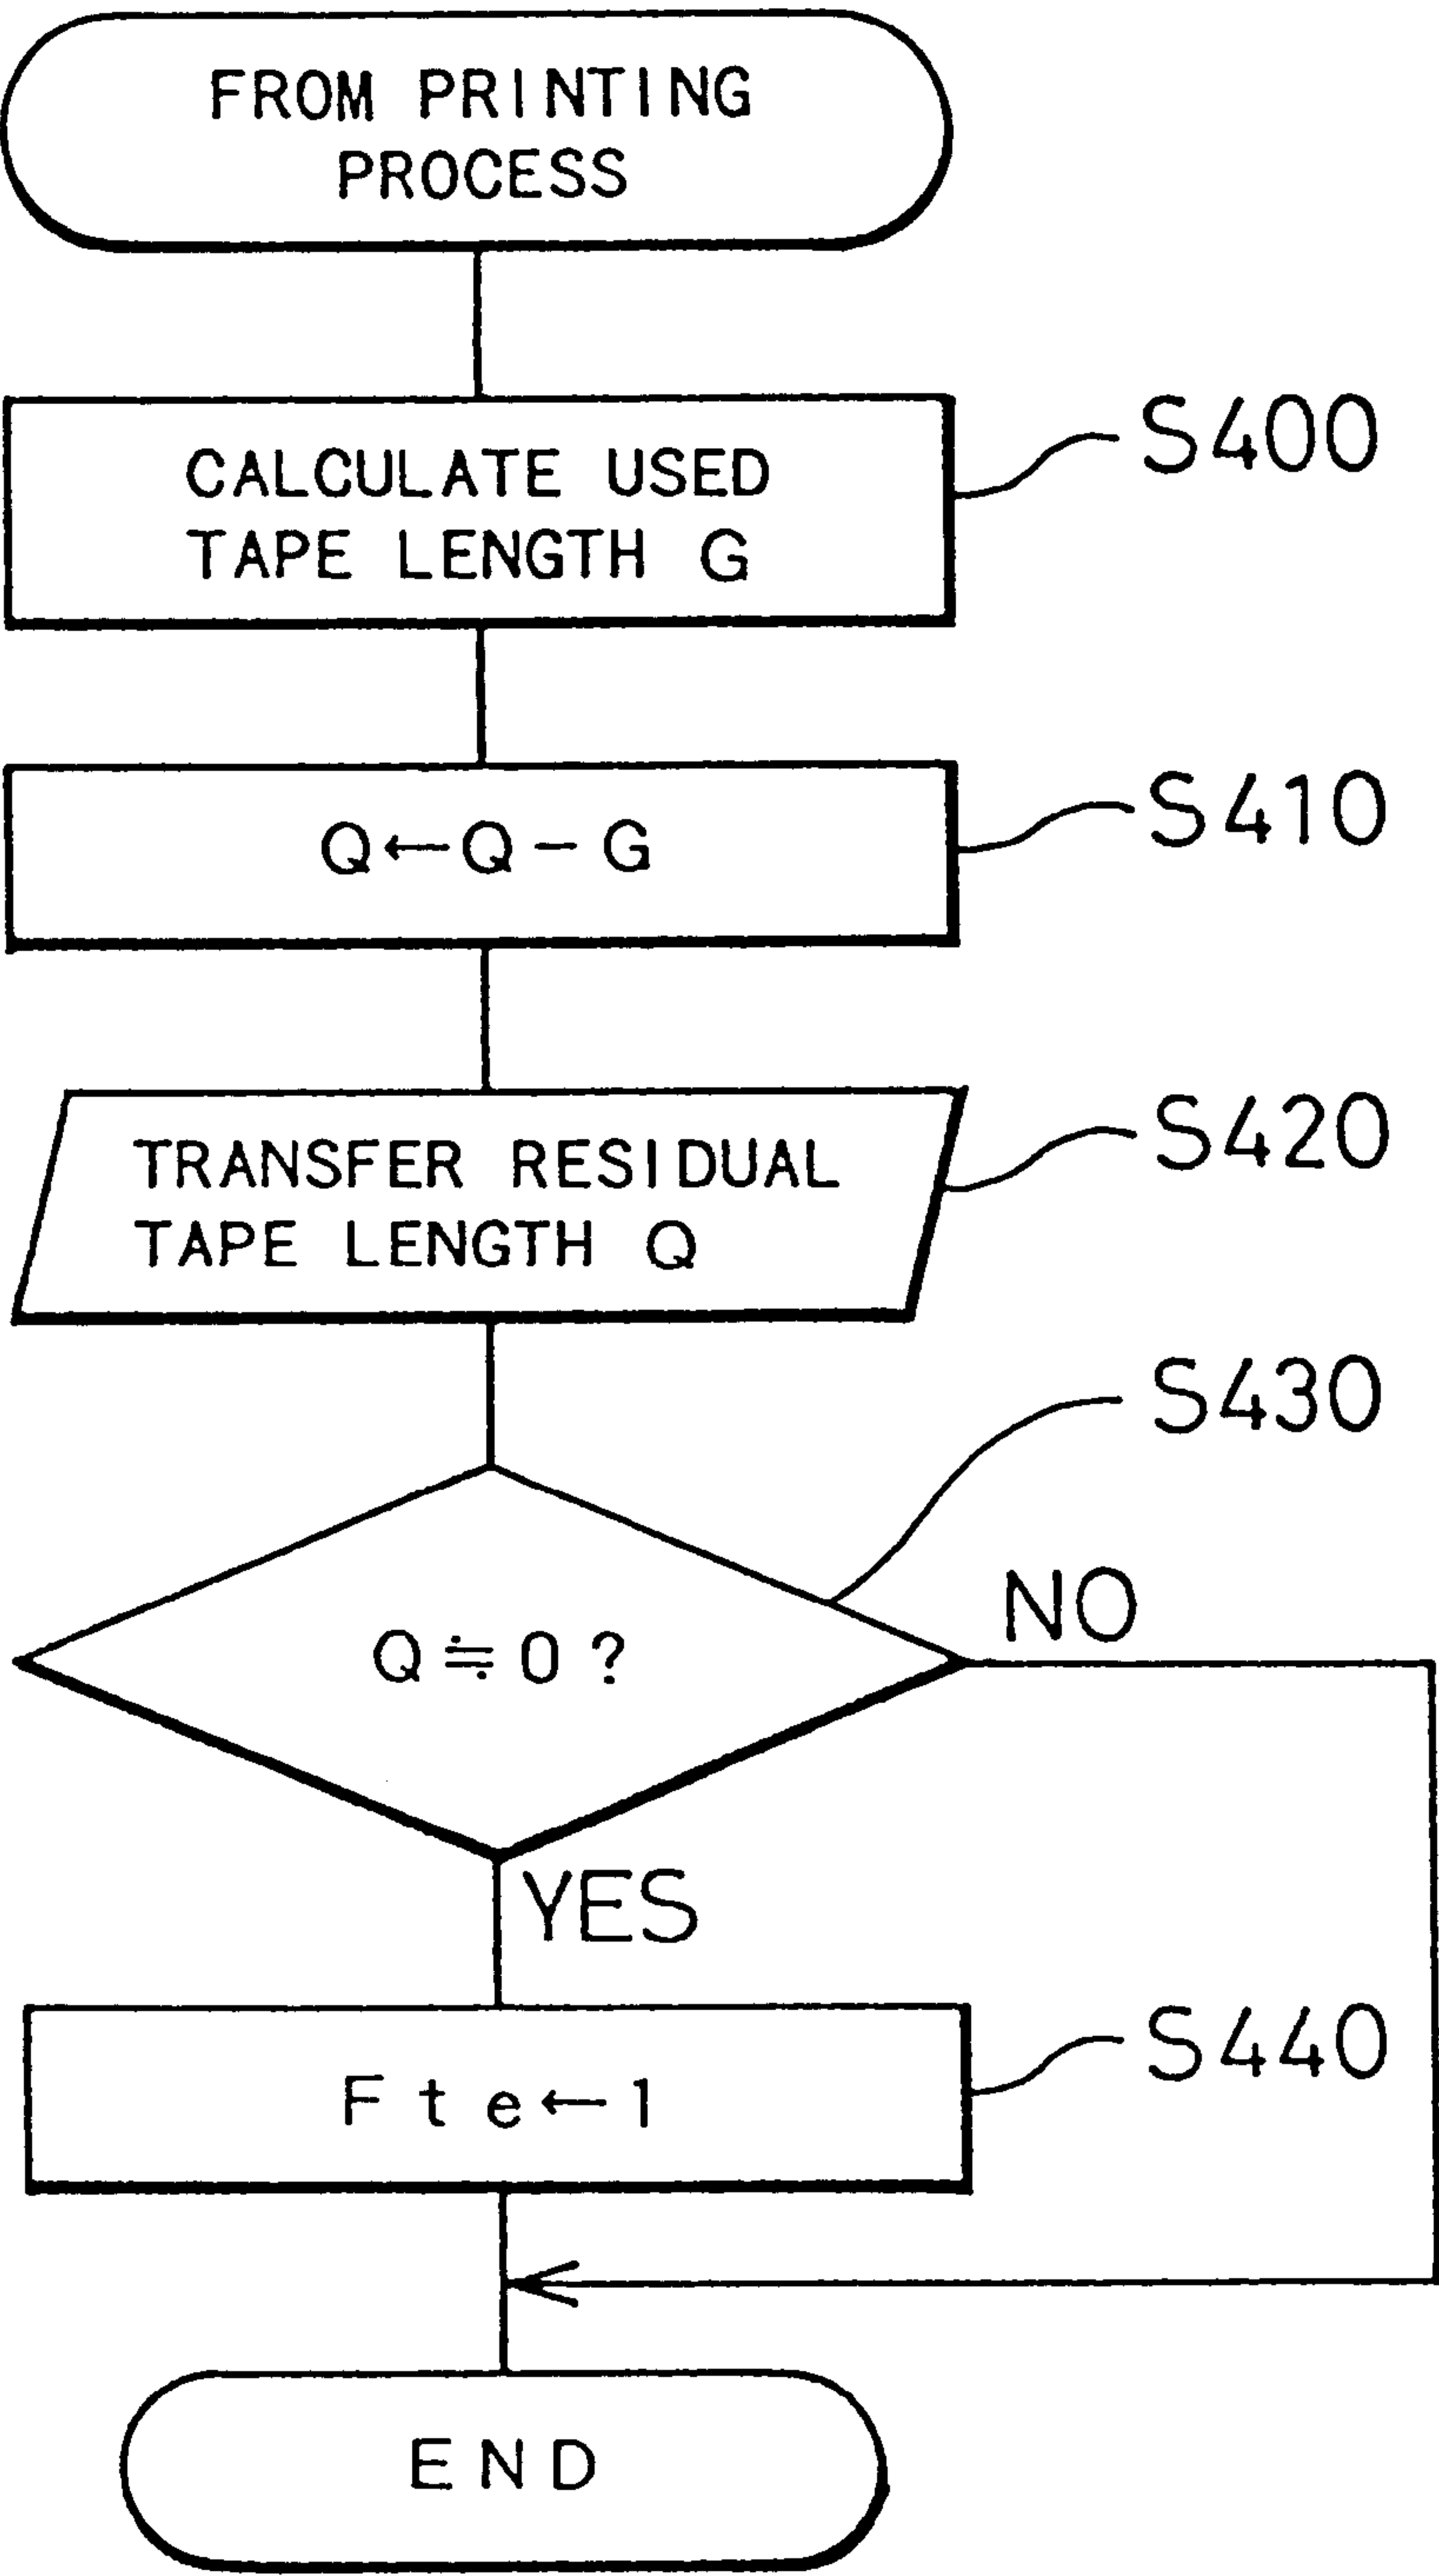 FROM PRINTING
PROCESS
CALCULATE USED
TAPE LENGTH G
S400
Q←Q-G
S410
TRANSFER RESIDUAL
TAPE LENGTH Q
S420
S430
Q≒0?
NO
YES
Fte←1
S440
END